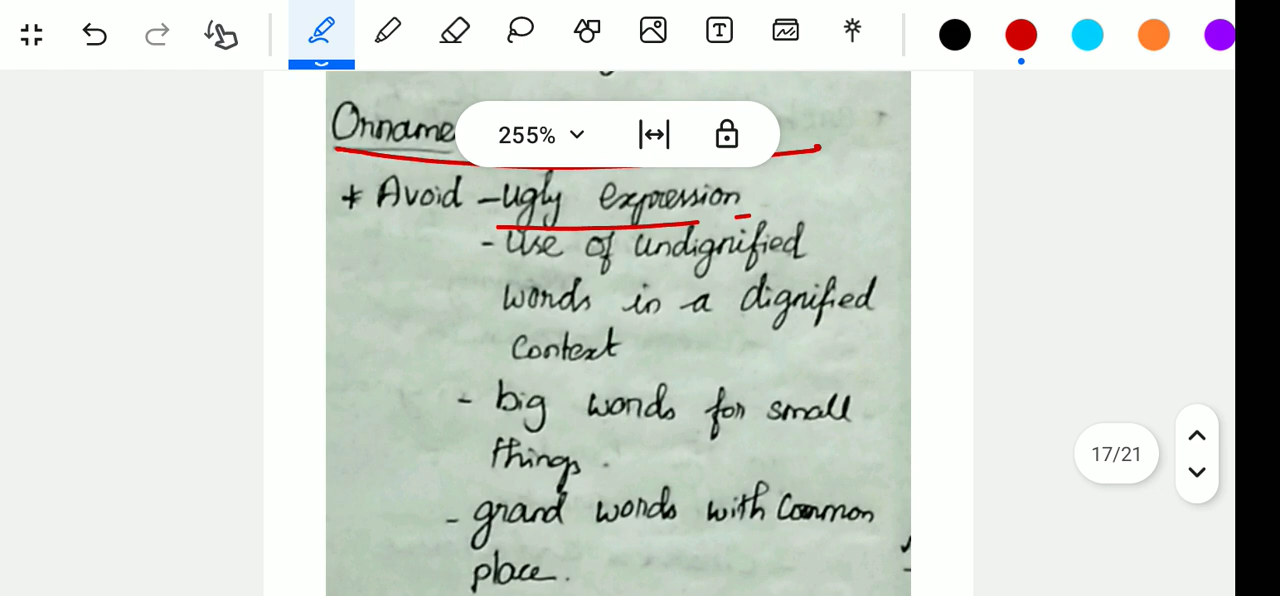 Onname
255%
* Avoid - ugly expression
- Use of undignified
words in a dignified
Context
- big words for small
things.
17/21
- grand words with Common
place.